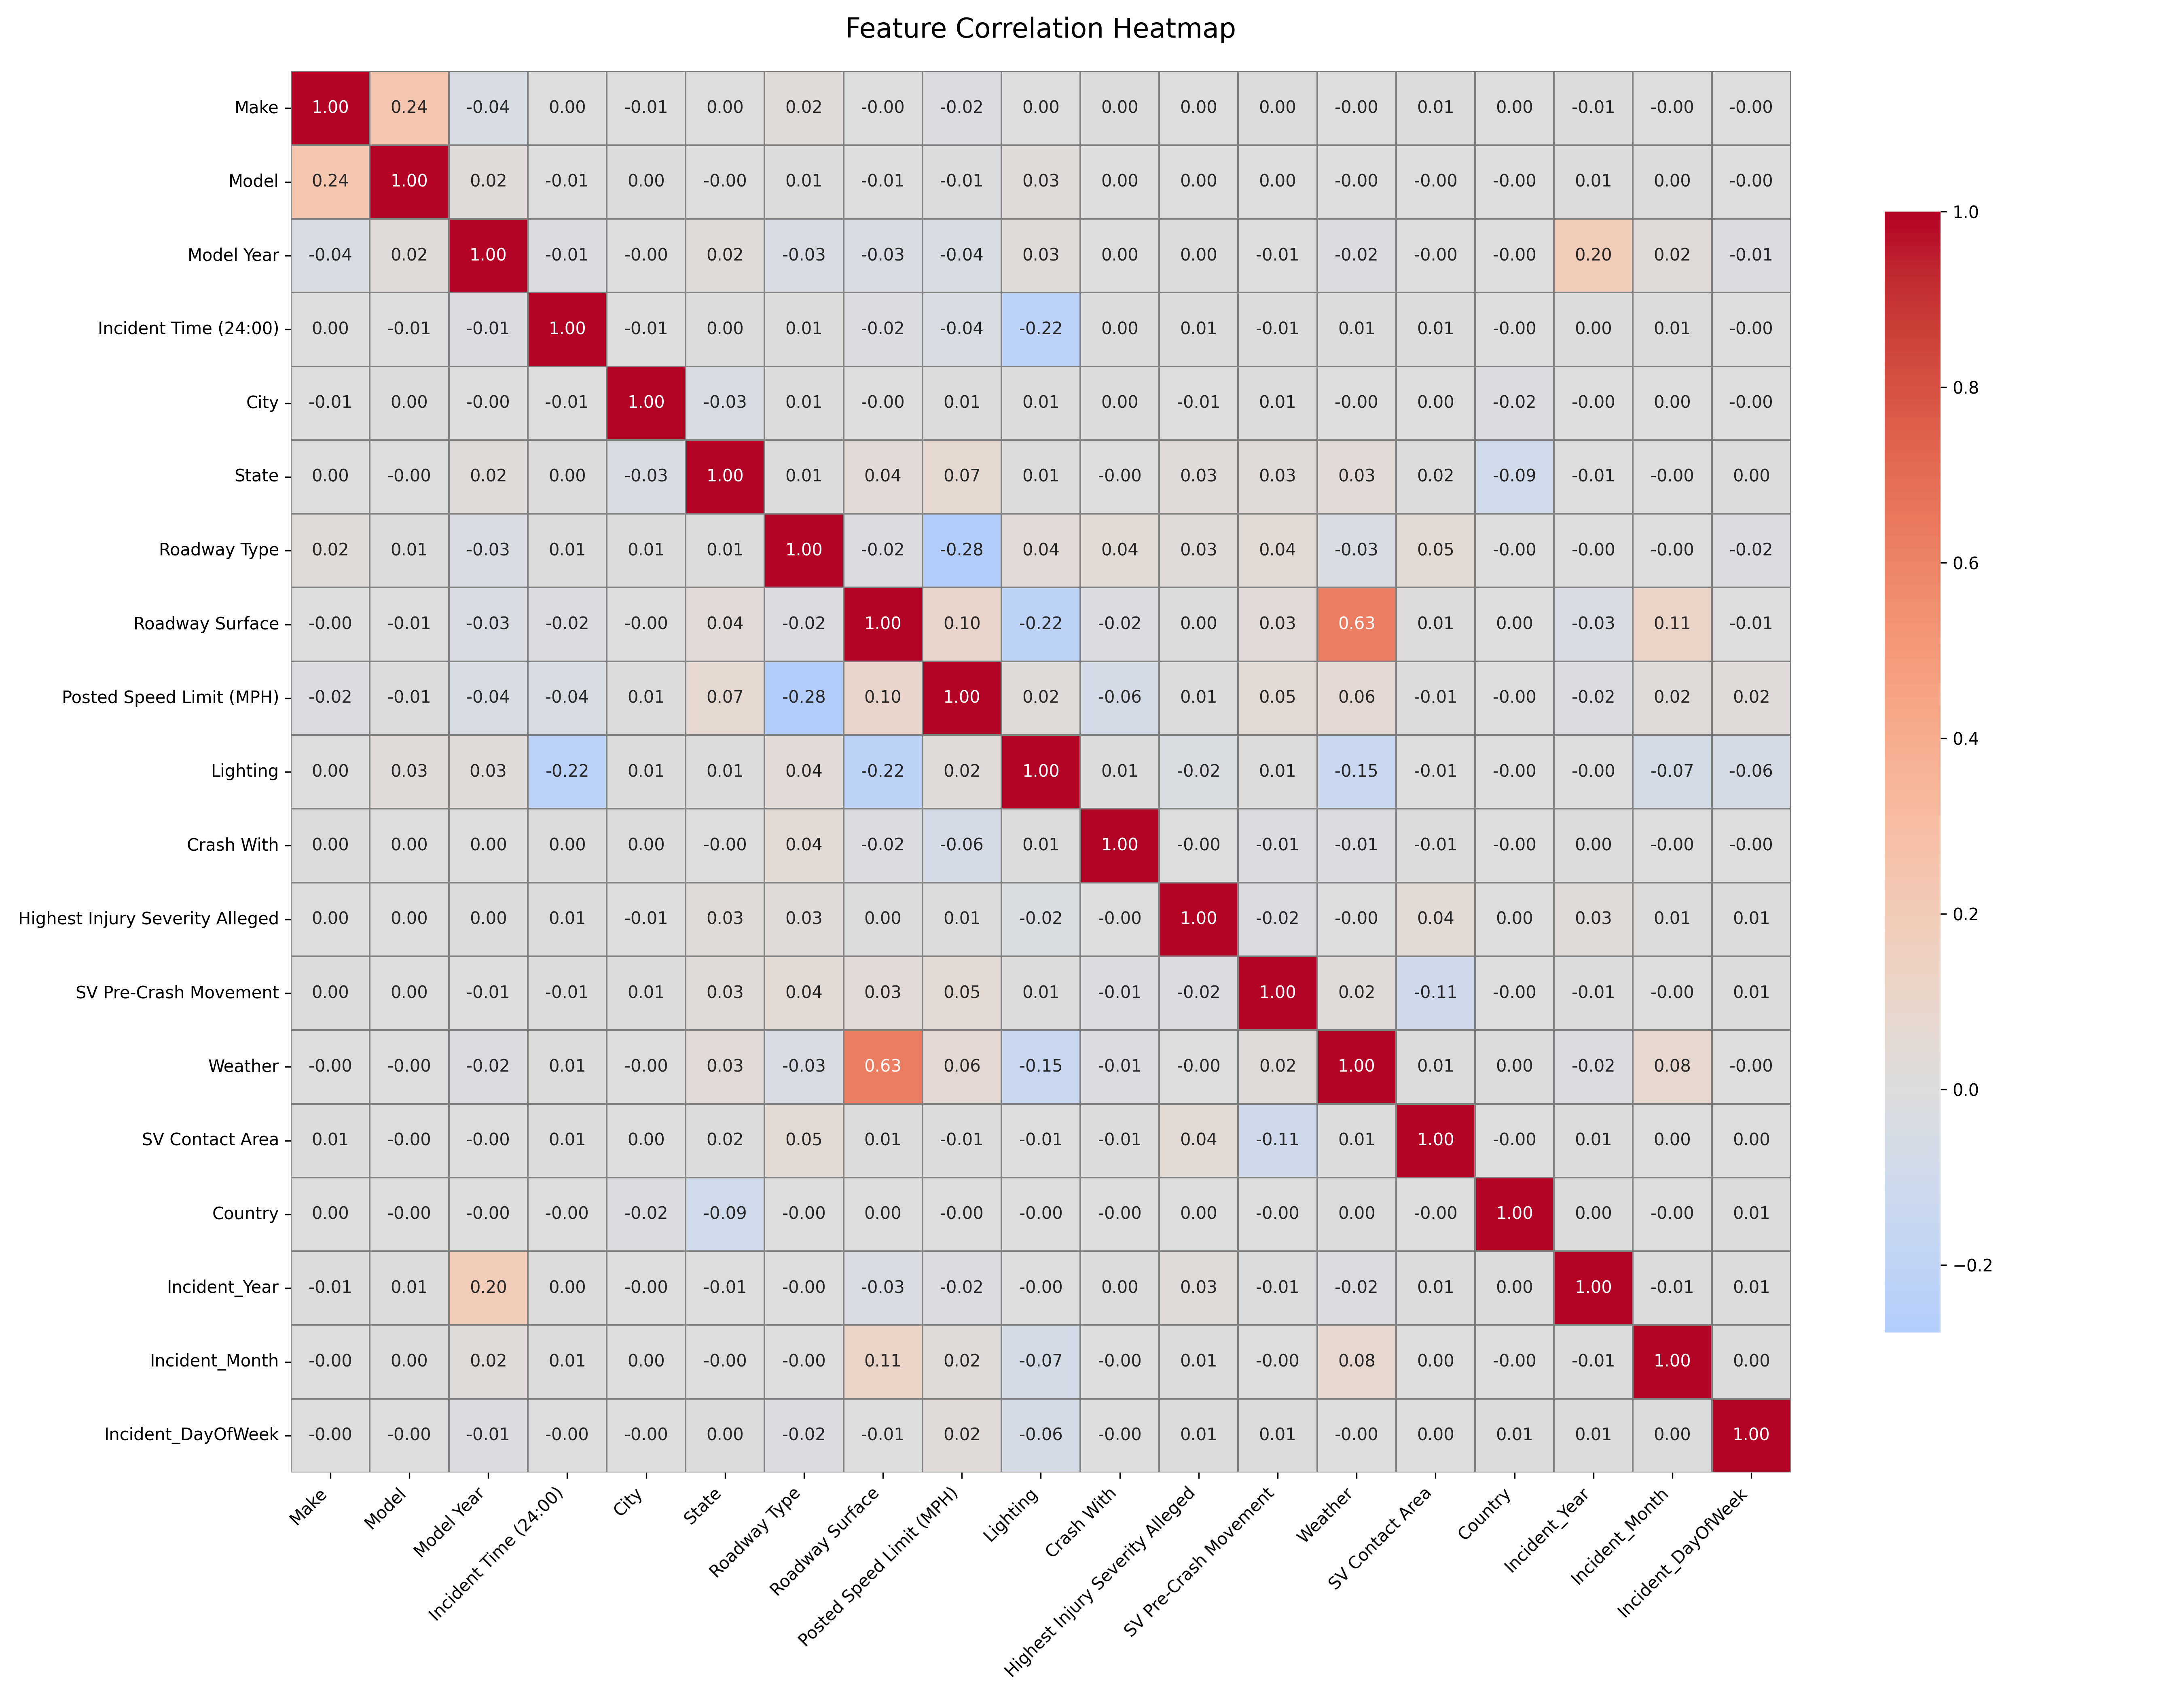 Feature Correlation Heatmap
Make 1.00 0.24 -0.04 0.00 -0.01 0.00 0.02 -0.00 -0.02 0.00 0.00 0.00 0.00 -0.00 0.01 0.00 -0.01 -0.00 -0.00
Model 0.24 1.00 0.02 -0.01 0.00 -0.00 0.01 -0.01 -0.01 0.03 0.00 0.00 0.00 -0.00 -0.00 -0.00 0.01 0.00 -0.00
Model Year -0.04 0.02 1.00 -0.01 -0.00 0.02 -0.03 -0.03 -0.04 0.03 0.00 0.00 -0.01 -0.02 -0.00 -0.00 0.20 0.02 -0.01
Incident Time (24:00) 0.00 -0.01 -0.01 1.00 -0.01 0.00 0.01 -0.02 -0.04 -0.22 0.00 0.01 -0.01 0.01 0.01 -0.00 0.00 0.01 -0.00
City -0.01 0.00 -0.00 -0.01 1.00 -0.03 0.01 -0.00 0.01 0.01 0.00 -0.01 0.01 -0.00 0.00 -0.02 -0.00 0.00 -0.00
State 0.00 -0.00 0.02 0.00 -0.03 1.00 0.01 0.04 0.07 0.01 -0.00 0.03 0.03 0.03 0.02 -0.09 -0.01 -0.00 0.00
Roadway Type 0.02 0.01 -0.03 0.01 0.01 0.01 1.00 -0.02 -0.28 0.04 0.04 0.03 0.04 -0.03 0.05 -0.00 -0.00 -0.00 -0.02
Roadway Surface -0.00 -0.01 -0.03 -0.02 -0.00 0.04 -0.02 1.00 0.10 -0.22 -0.02 0.00 0.03 0.63 0.01 0.00 -0.03 0.11 -0.01
Posted Speed Limit (MPH) -0.02 -0.01 -0.04 -0.04 0.01 0.07 -0.28 0.10 1.00 0.02 -0.06 0.01 0.05 0.06 -0.01 -0.00 -0.02 0.02 0.02
Lighting 0.00 0.03 0.03 -0.22 0.01 0.01 0.04 -0.22 0.02 1.00 0.01 -0.02 0.01 -0.15 -0.01 -0.00 -0.00 -0.07 -0.06
Crash With 0.00 0.00 0.00 0.00 0.00 -0.00 0.04 -0.02 -0.06 0.01 1.00 -0.00 -0.01 -0.01 -0.01 -0.00 0.00 -0.00 -0.00
Highest Injury Severity Alleged 0.00 0.00 0.00 0.01 -0.01 0.03 0.03 0.00 0.01 -0.02 -0.00 1.00 -0.02 -0.00 0.04 0.00 0.03 0.01 0.01
SV Pre-Crash Movement 0.00 0.00 -0.01 -0.01 0.01 0.03 0.04 0.03 0.05 0.01 -0.01 -0.02 1.00 0.02 -0.11 -0.00 -0.01 -0.00 0.01
Weather -0.00 -0.00 -0.02 0.01 -0.00 0.03 -0.03 0.63 0.06 -0.15 -0.01 -0.00 0.02 1.00 0.01 0.00 -0.02 0.08 -0.00
SV Contact Area 0.01 -0.00 -0.00 0.01 0.00 0.02 0.05 0.01 -0.01 -0.01 -0.01 0.04 -0.11 0.01 1.00 -0.00 0.01 0.00 0.00
Country 0.00 -0.00 -0.00 -0.00 -0.02 -0.09 -0.00 0.00 -0.00 -0.00 -0.00 0.00 -0.00 0.00 -0.00 1.00 0.00 -0.00 0.01
Incident_Year -0.01 0.01 0.20 0.00 -0.00 -0.01 -0.00 -0.03 -0.02 -0.00 0.00 0.03 -0.01 -0.02 0.01 0.00 1.00 -0.01 0.01
Incident_Month -0.00 0.00 0.02 0.01 0.00 -0.00 -0.00 0.11 0.02 -0.07 -0.00 0.01 -0.00 0.08 0.00 -0.00 -0.01 1.00 0.00
Incident_DayOfWeek -0.00 -0.00 -0.01 -0.00 -0.00 0.00 -0.02 -0.01 0.02 -0.06 -0.00 0.01 0.01 -0.00 0.00 0.01 0.01 0.00 1.00
Make
Model
Model Year
Incident Time (24:00)
City
State
Roadway Type
Roadway Surface
Posted Speed Limit (MPH)
Lighting
Crash With
Highest Injury Severity Alleged
SV Pre-Crash Movement
Weather
SV Contact Area
Country
Incident_Year
Incident_Month
Incident_DayOfWeek
1.0
0.8
0.6
0.4
0.2
0.0
−0.2